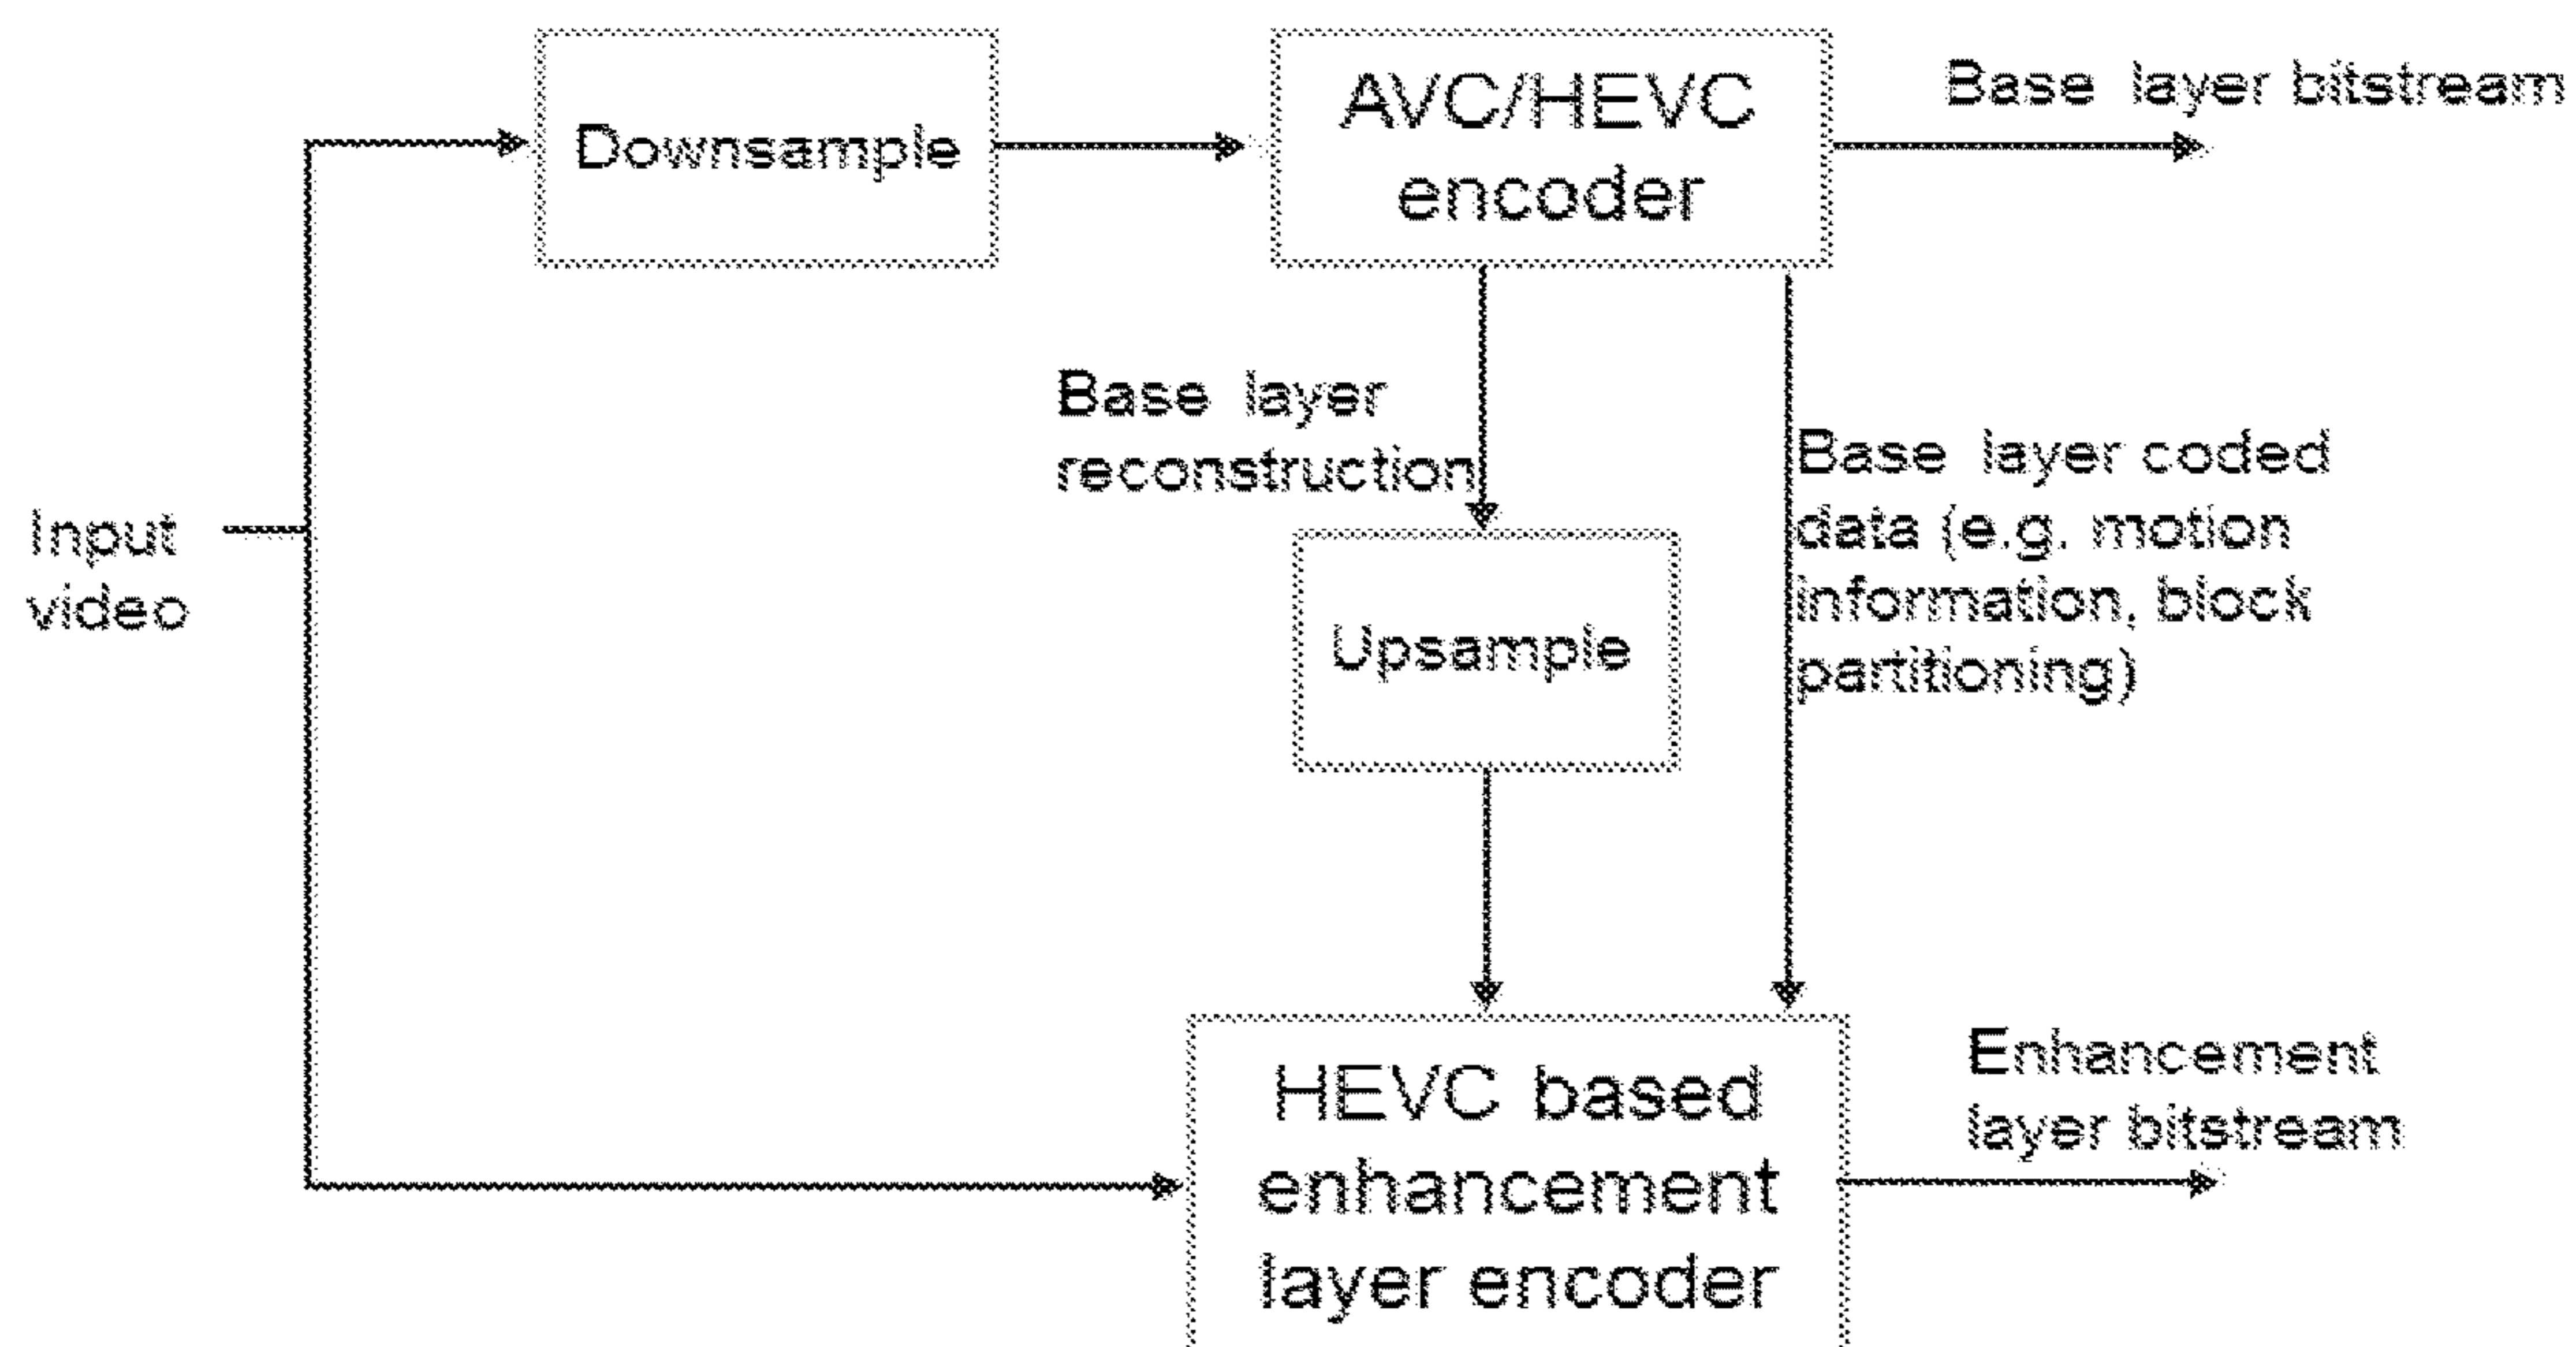 Downsample
AVC/HEVC
encoder
Base layer bitstream
Base layer
reconstruction
Base layer coded
data (e.g. motion
information, block
partitioning)
Input
video
Upsample
HEVC based
enhancement
layer encoder
Enhancement
layer bitstream